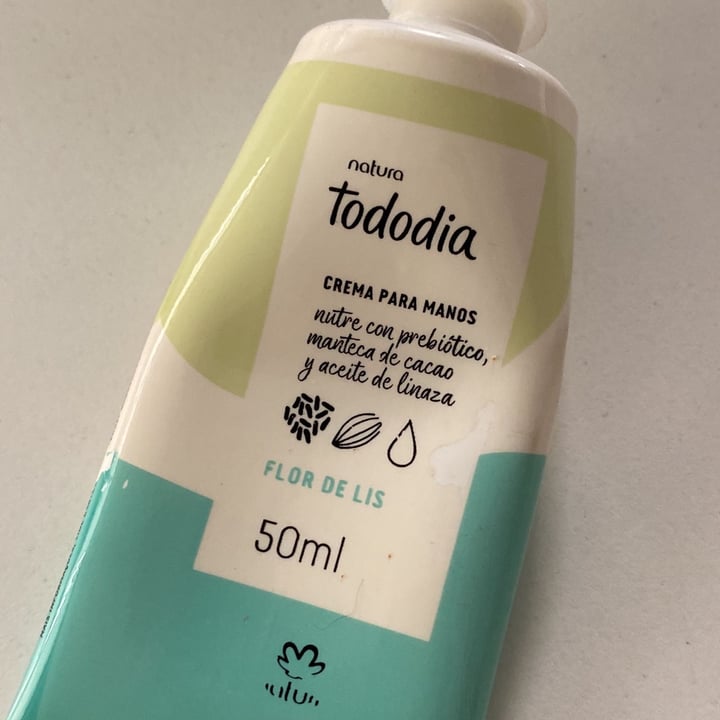 natura
Tododia
CREMA PARA MANOS
nutre con prebiótico,
manteca de cacao
y aceite de linaza
FLOR DE LIS
50ml